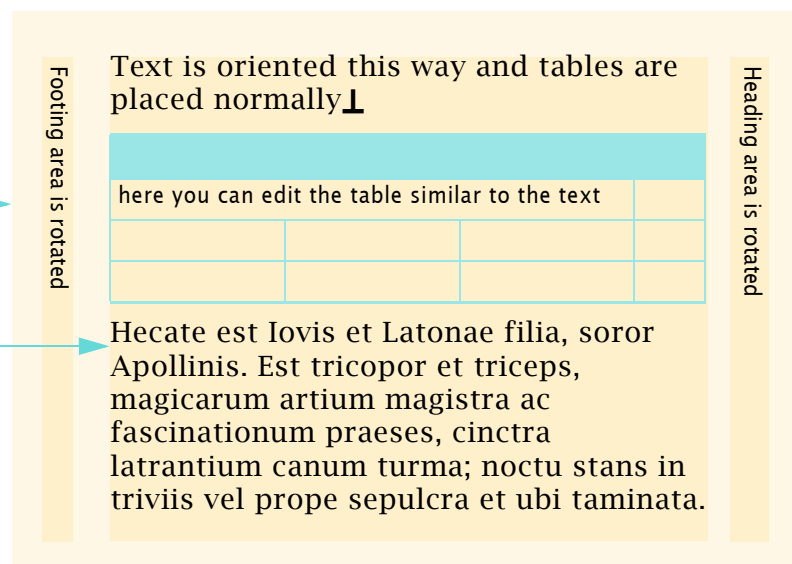 Text is oriented this way and tables are
placed normally
Footing area is rotated
Heading area is rotated
here you can edit the table similar to the text
Hecate est Iovis et Latonae filia, soror
Apollinis. Est tricopor et triceps,
magicarum artium magistra ac
fascinationum praeses, cinctra
latrantium canum turma; noctu stans in
triviis vel prope sepulcra et ubi taminata.